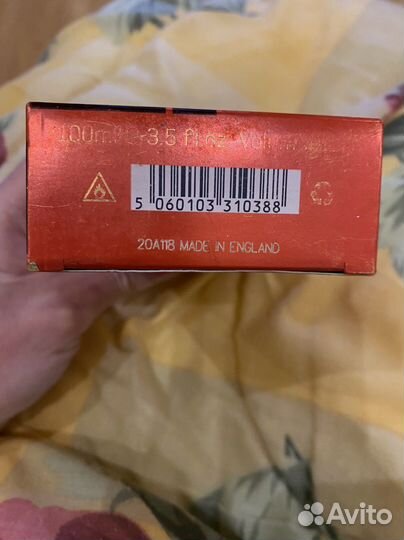 100ml
3.5 fl.oz
5 060103 310388
20A118 MADE IN ENGLAND
Avito